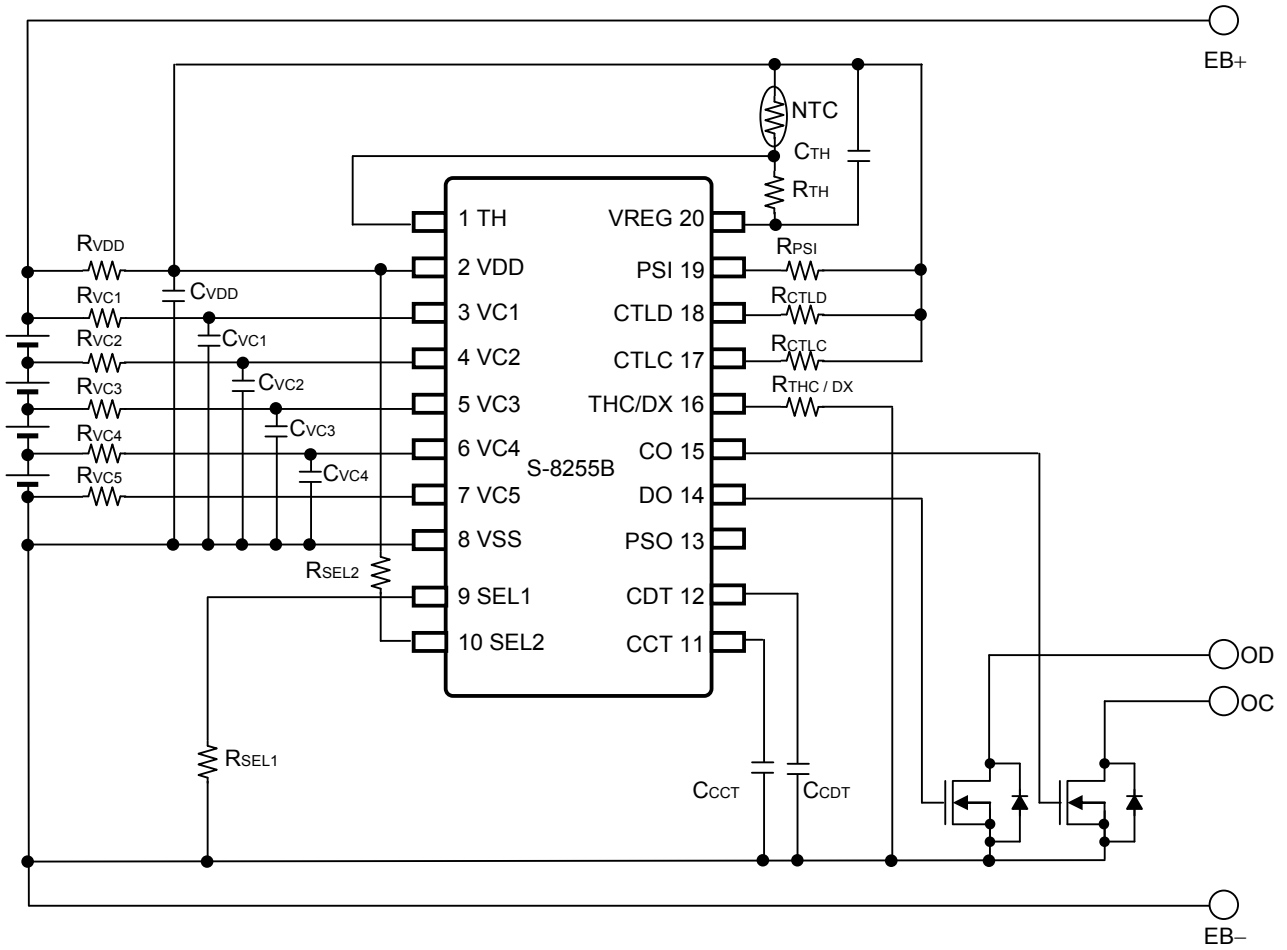 EB+
NTC
CTH
RTH
RVDD
CVDD
RVC1
CVC1
RVC2
CVC2
RVC3
CVC3
RVC4
CVC4
RVC5
1 TH
2 VDD
3 VC1
4 VC2
5 VC3
6 VC4
7 VC5
8 VSS
9 SEL1
10 SEL2
S-8255B
VREG 20
PSI 19
CTLD 18
CTLC 17
THC/DX 16
CO 15
DO 14
PSO 13
CDT 12
CCT 11
RPSI
RCTLD
RCTLC
RTHC / DX
RSEL2
RSEL1
CCCT
CCDT
OD
OC
EB−